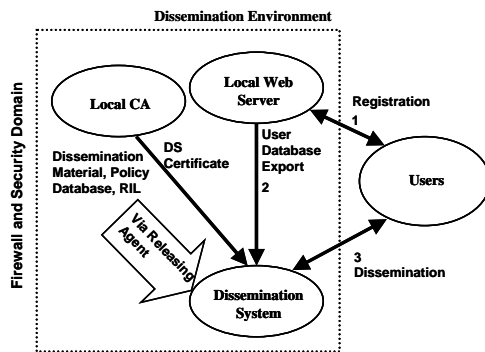 Dissemination Environment
Firewall and Security Domain
Local CA
Local Web
Server
Registration
1
Users
Dissemination
Material, Policy
Database, RIL
DS
Certificate
User
Database
Export
2
Via Releasing
Agent
3
Dissemination
Dissemination
System